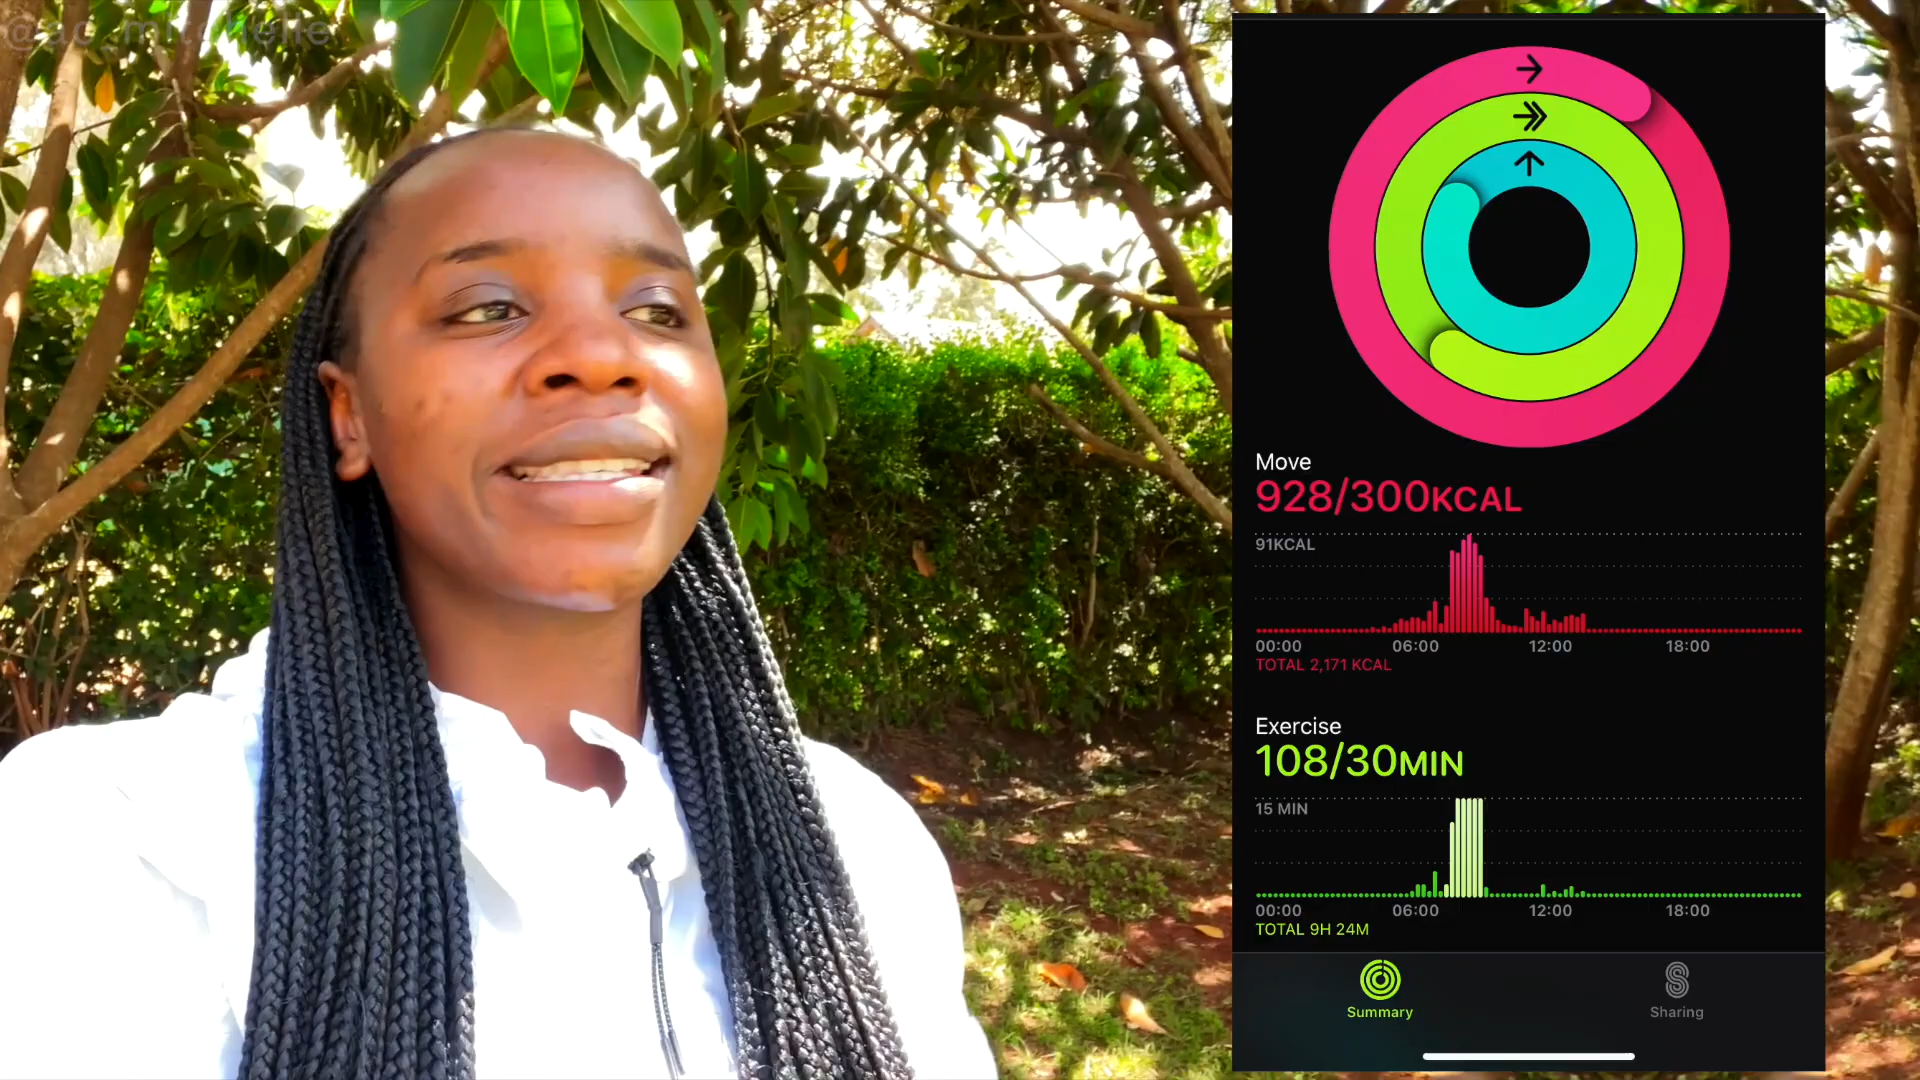 Move
928/300KCAL
91KCAL
00:00 06:00 12:00 18:00
TOTAL 2,171 KCAL
Exercise
108/30MIN
15 MIN
00:00 06:00 12:00 18:00
TOTAL 9H 24M
Summary Sharing